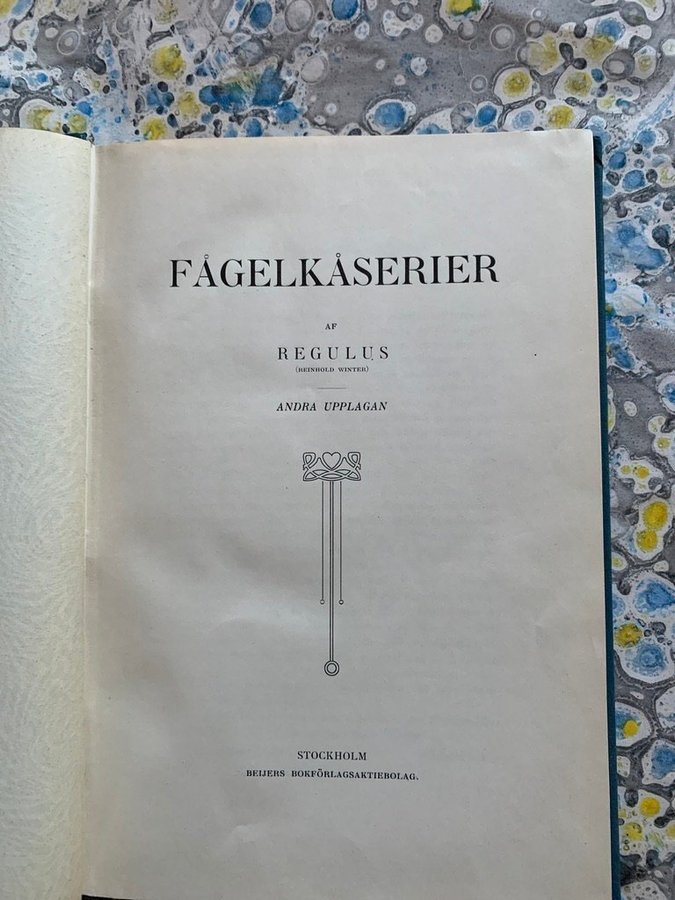 FÅGELKÅSERIER
AF
REGULUS
(REINHOLD WINTER)
ANDRA UPPLAGAN
STOCKHOLM
BEIJERS BOKFÖRLAGSAKTIEBOLAG.